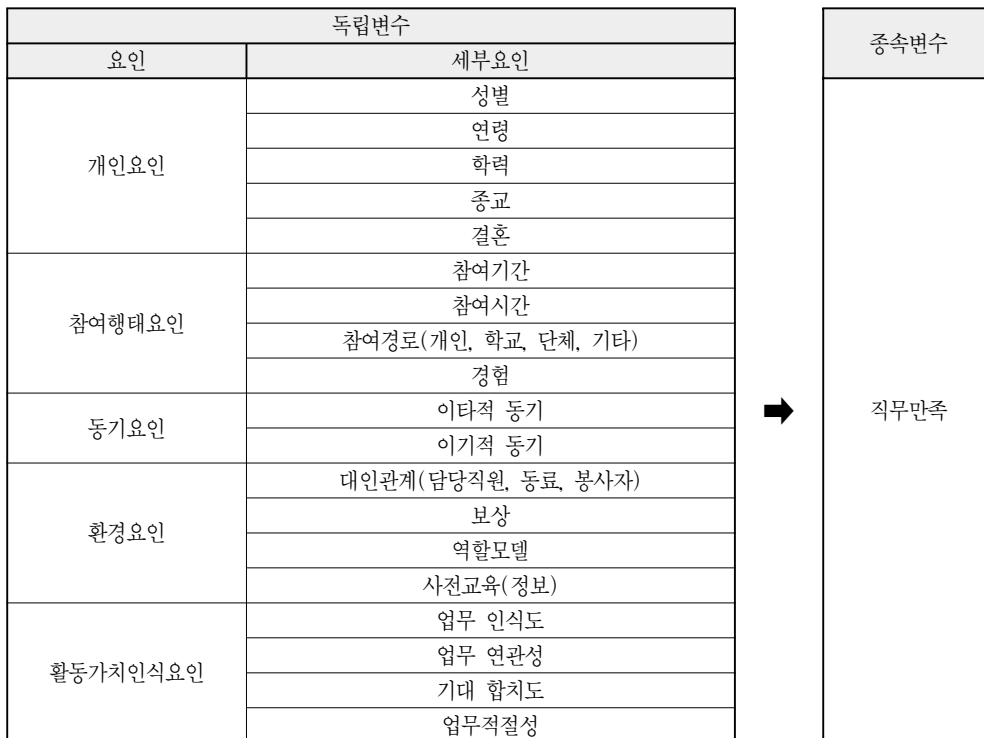 독립변수
종속변수
요인
세부요인
개인요인
성별
연령
학력
종교
결혼
참여행태요인
참여기간
참여시간
참여경로(개인, 학교, 단체, 기타)
경험
동기요인
이타적 동기
이기적 동기
환경요인
대인관계(담당직원, 동료, 봉사자)
보상
역할모델
사전교육(정보)
활동가치인식요인
업무 인식도
업무 연관성
기대 합치도
업무적절성
직무만족